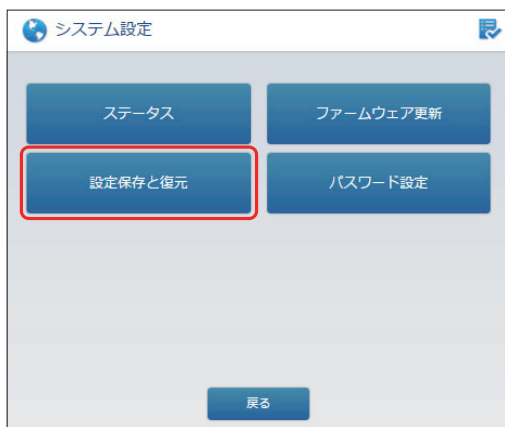 システム設定
ステータス
ファームウェア更新
設定保存と復元
パスワード設定
戻る